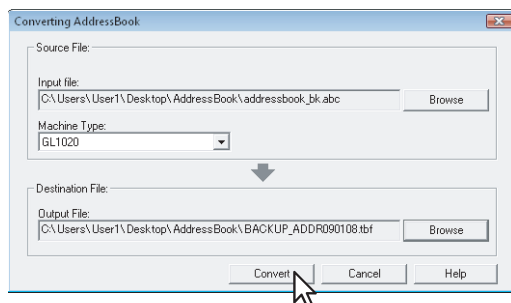 Converting AddressBook
Source File:
Input file:
C:\Users\User1\Desktop\AddressBook\addressbook_bk.abc
Browse
Machine Type:
GL1020
Destination File:
Output File:
C:\Users\User1\Desktop\AddressBook\BACKUP_ADDR090108.tbf
Browse
Convert
Cancel
Help